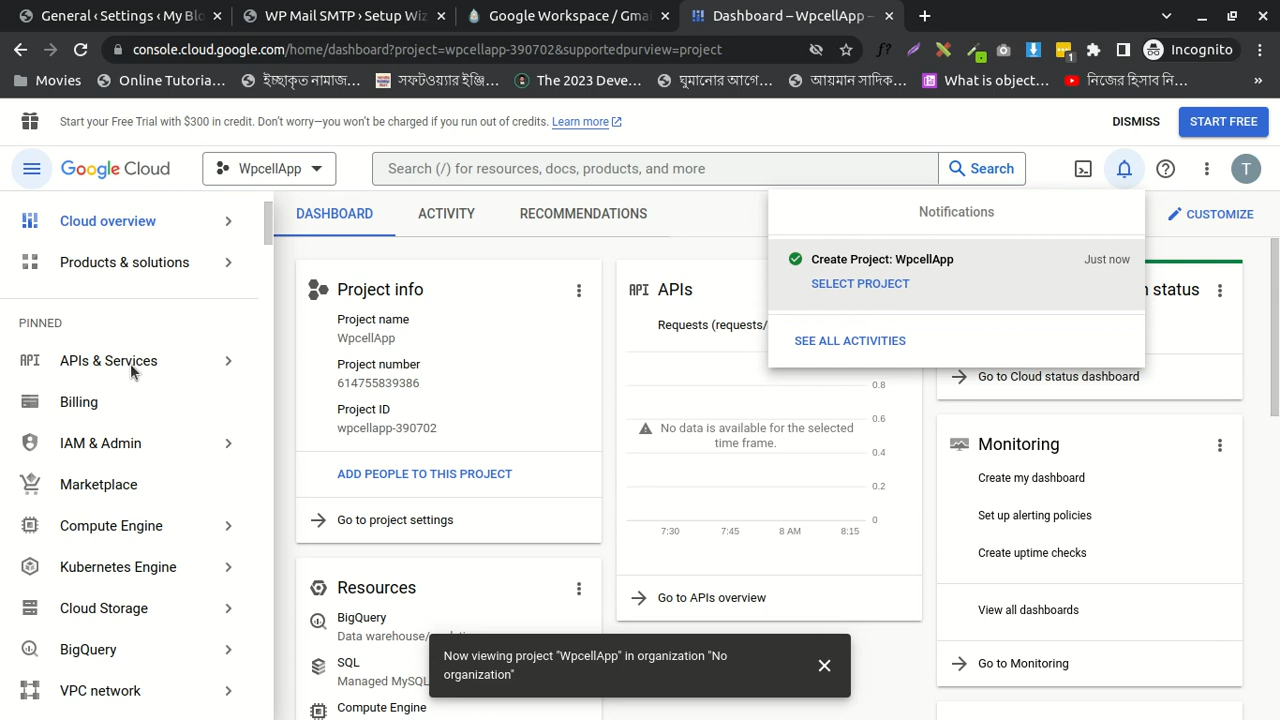 General < Settings < My Blo
WP Mail SMTP › Setup Wiz
Google Workspace / Gmai
Dashboard – WpcellApp –
console.cloud.google.com/home/dashboard?project=wpcellapp-390702&supportedpurview=project
Incognito
Movies
Online Tutoria...
ইচ্ছাকৃত নামাজ...
সফটওয়্যার ইঞ্জি...
The 2023 Deve...
ঘুমানোর আগে...
আয়মান সাদিক...
What is object...
নিজের হিসাব নি...
Start your Free Trial with $300 in credit. Don't worry—you won't be charged if you run out of credits. Learn more
DISMISS
START FREE
Google Cloud
WpcellApp
Search (/) for resources, docs, products, and more
Search
T
Cloud overview
Products & solutions
PINNED
APIs & Services
Billing
IAM & Admin
Marketplace
Compute Engine
Kubernetes Engine
Cloud Storage
BigQuery
VPC network
DASHBOARD
ACTIVITY
RECOMMENDATIONS
CUSTOMIZE
Notifications
Create Project: WpcellApp
Just now
SELECT PROJECT
SEE ALL ACTIVITIES
Project info
Project name
WpcellApp
Project number
614755839386
Project ID
wpcellapp-390702
ADD PEOPLE TO THIS PROJECT
Go to project settings
Resources
BigQuery
Data warehouse/
SQL
Managed MySQL
Compute Engine
API APIs
Requests (requests/
0.8
0.6
0.4
0.2
0
No data is available for the selected
time frame.
7:30
7:45
8 AM
8:15
Go to APIs overview
status
Go to Cloud status dashboard
Monitoring
Create my dashboard
Set up alerting policies
Create uptime checks
View all dashboards
Go to Monitoring
Now viewing project "WpcellApp" in organization "No
organization"